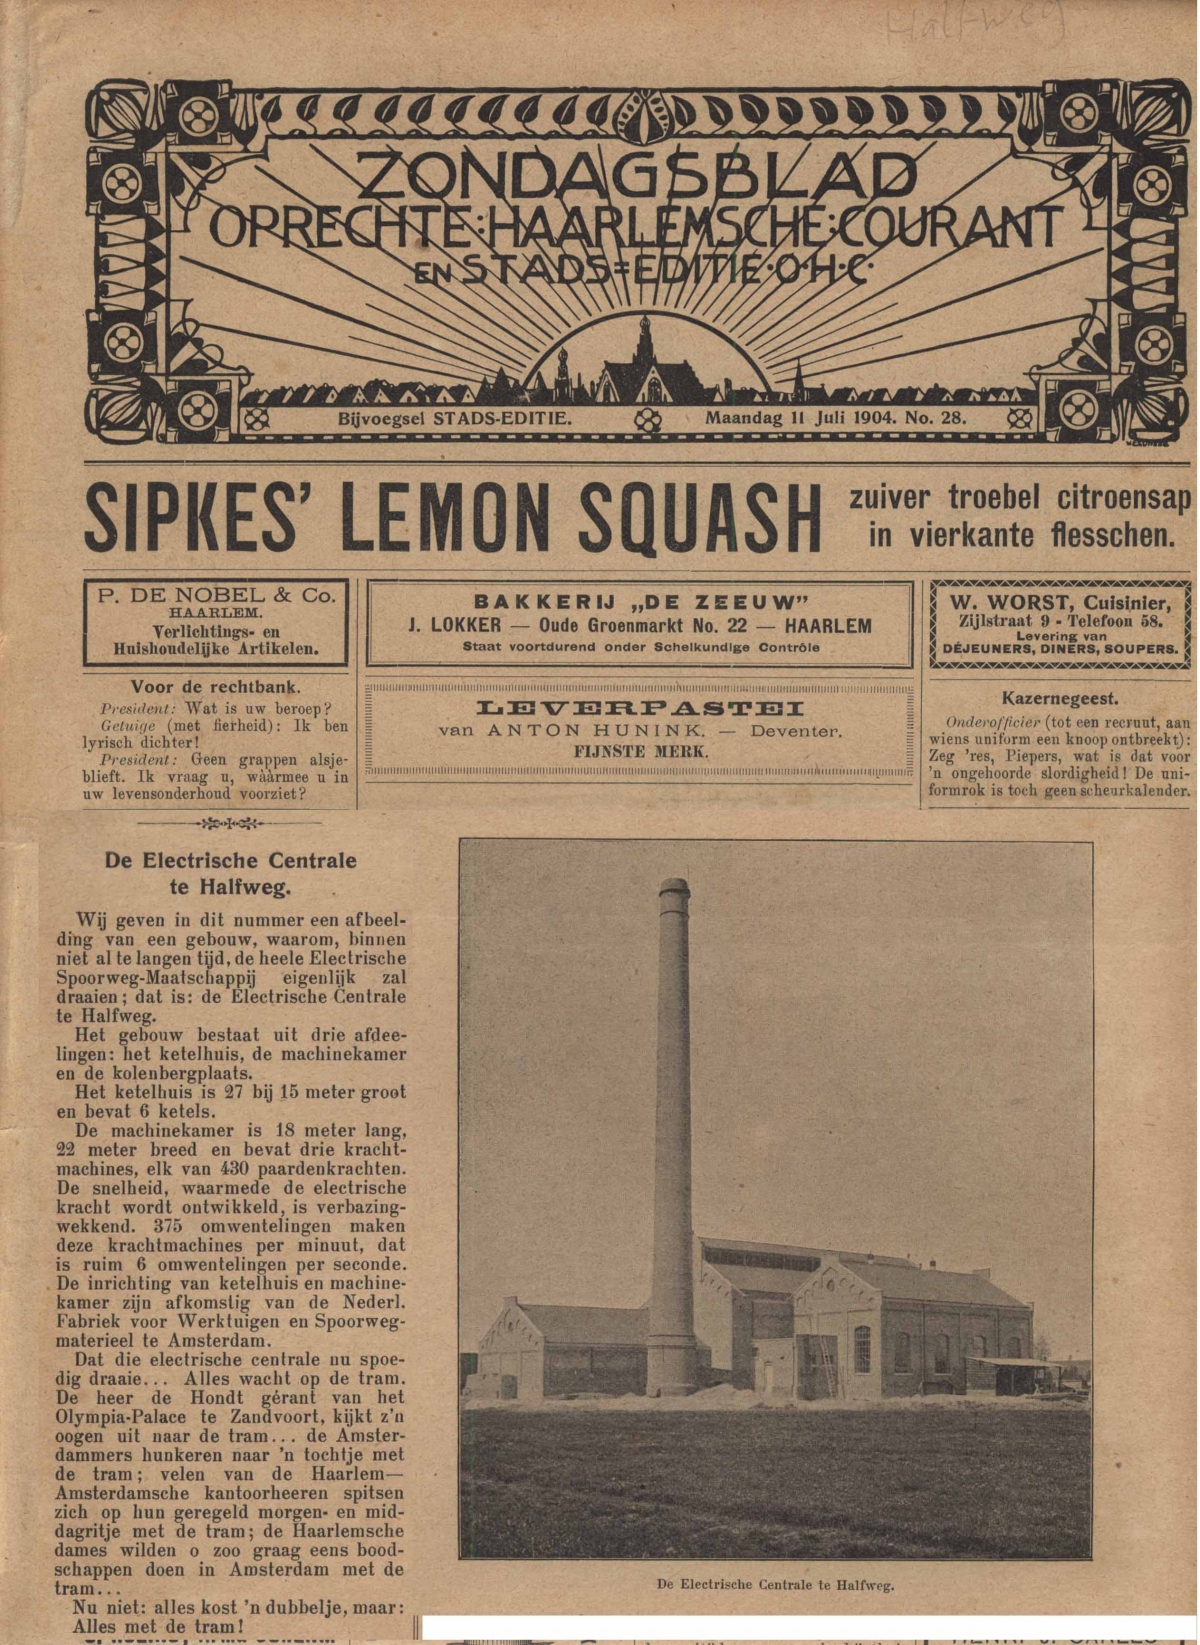 Halfweg
ZONDAGSBLAD
OPRECHTE:HAARLEMSCHE:COURANT
EN STADS=EDITIE·O·H·C·
Bijvoegsel STADS-EDITIE.
Maandag 11 Juli 1904. No. 28.
SIPKES’ LEMON SQUASH
zuiver troebel citroensap
in vierkante flesschen.
P. DE NOBEL & Co.
HAARLEM.
Verlichtings- en
Huishoudelijke Artikelen.
BAKKERIJ „DE ZEEUW”
J. LOKKER — Oude Groenmarkt No. 22 — HAARLEM
Staat voortdurend onder Scheikundige Contrôle
W. WORST, Cuisinier,
Zijlstraat 9 - Telefoon 58.
Levering van
DÉJEUNERS, DINERS, SOUPERS.
Voor de rechtbank.
President: Wat is uw beroep?
Getuige (met fierheid): Ik ben
lyrisch dichter!
President: Geen grappen alsje-
blieft. Ik vraag u, wáármee u in
uw levensonderhoud voorziet?
LEVERPASTEI
van ANTON HUNINK. — Deventer.
FIJNSTE MERK.
Kazernegeest.
Onderofficier (tot een recruut, aan
wiens uniform een knoop ontbreekt):
Zeg ’res, Piepers, wat is dat voor
’n ongehoorde slordigheid! De uni-
formrok is toch geen scheurkalender.
De Electrische Centrale
te Halfweg.
Wij geven in dit nummer een afbeel-
ding van een gebouw, waarom, binnen
niet al te langen tijd, de heele Electrische
Spoorweg-Maatschappij eigenlijk zal
draaien; dat is: de Electrische Centrale
te Halfweg.
Het gebouw bestaat uit drie afdee-
lingen: het ketelhuis, de machinekamer
en de kolenbergplaats.
Het ketelhuis is 27 bij 15 meter groot
en bevat 6 ketels.
De machinekamer is 18 meter lang,
22 meter breed en bevat drie kracht-
machines, elk van 430 paardenkrachten.
De snelheid, waarmede de electrische
kracht wordt ontwikkeld, is verbazing-
wekkend. 375 omwentelingen maken
deze krachtmachines per minuut, dat
is ruim 6 omwentelingen per seconde.
De inrichting van ketelhuis en machine-
kamer zijn afkomstig van de Nederl.
Fabriek voor Werktuigen en Spoorweg-
materieel te Amsterdam.
Dat die electrische centrale nu spoe-
dig draaie... Alles wacht op de tram.
De heer de Hondt gérant van het
Olympia-Palace te Zandvoort, kijkt z’n
oogen uit naar de tram... de Amster-
dammers hunkeren naar ’n tochtje met
de tram; velen van de Haarlem—
Amsterdamsche kantoorheeren spitsen
zich op hun geregeld morgen- en mid-
dagritje met de tram; de Haarlemsche
dames wilden o zoo graag eens bood-
schappen doen in Amsterdam met de
tram...
Nu niet: alles kost ’n dubbelje, maar:
Alles met de tram!
De Electrische Centrale te Halfweg.